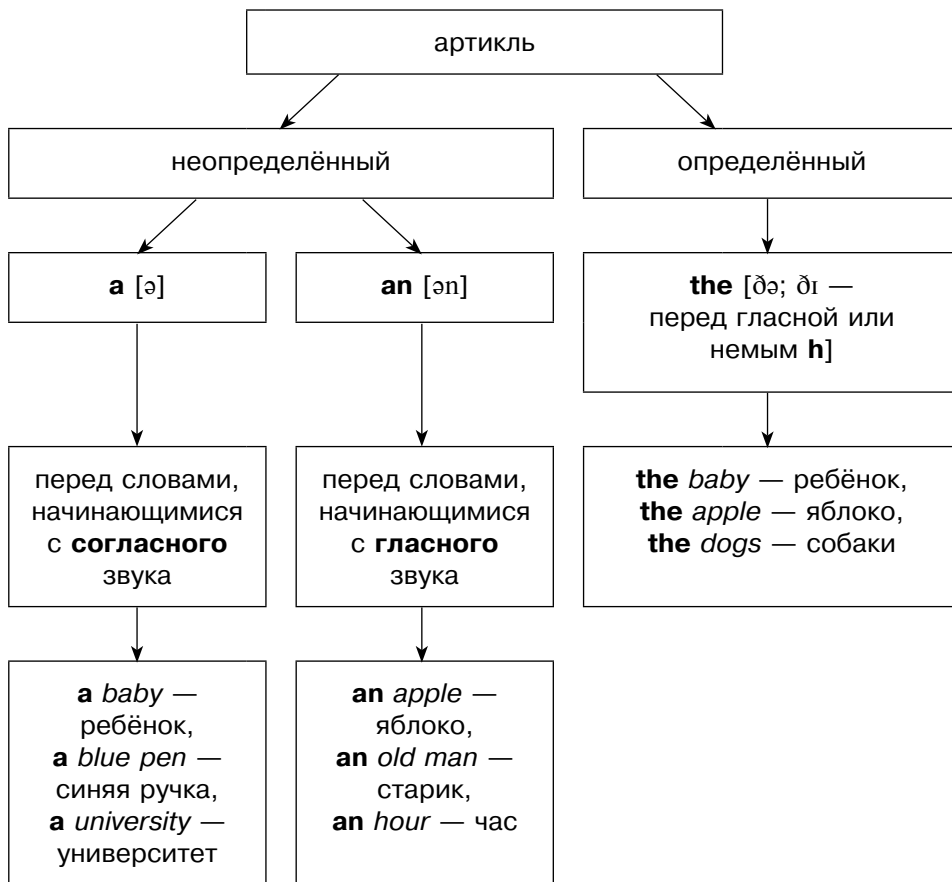 артикль
неопределённый
определённый
a [ə]
an [ən]
the [ðə; ðɪ —
перед гласной или
немым h]
перед словами,
начинающимися
с согласного
звука
перед словами,
начинающимися
с гласного
звука
the baby — ребёнок,
the apple — яблоко,
the dogs — собаки
a baby —
ребёнок,
a blue pen —
синяя ручка,
a university —
университет
an apple —
яблоко,
an old man —
старик,
an hour — час